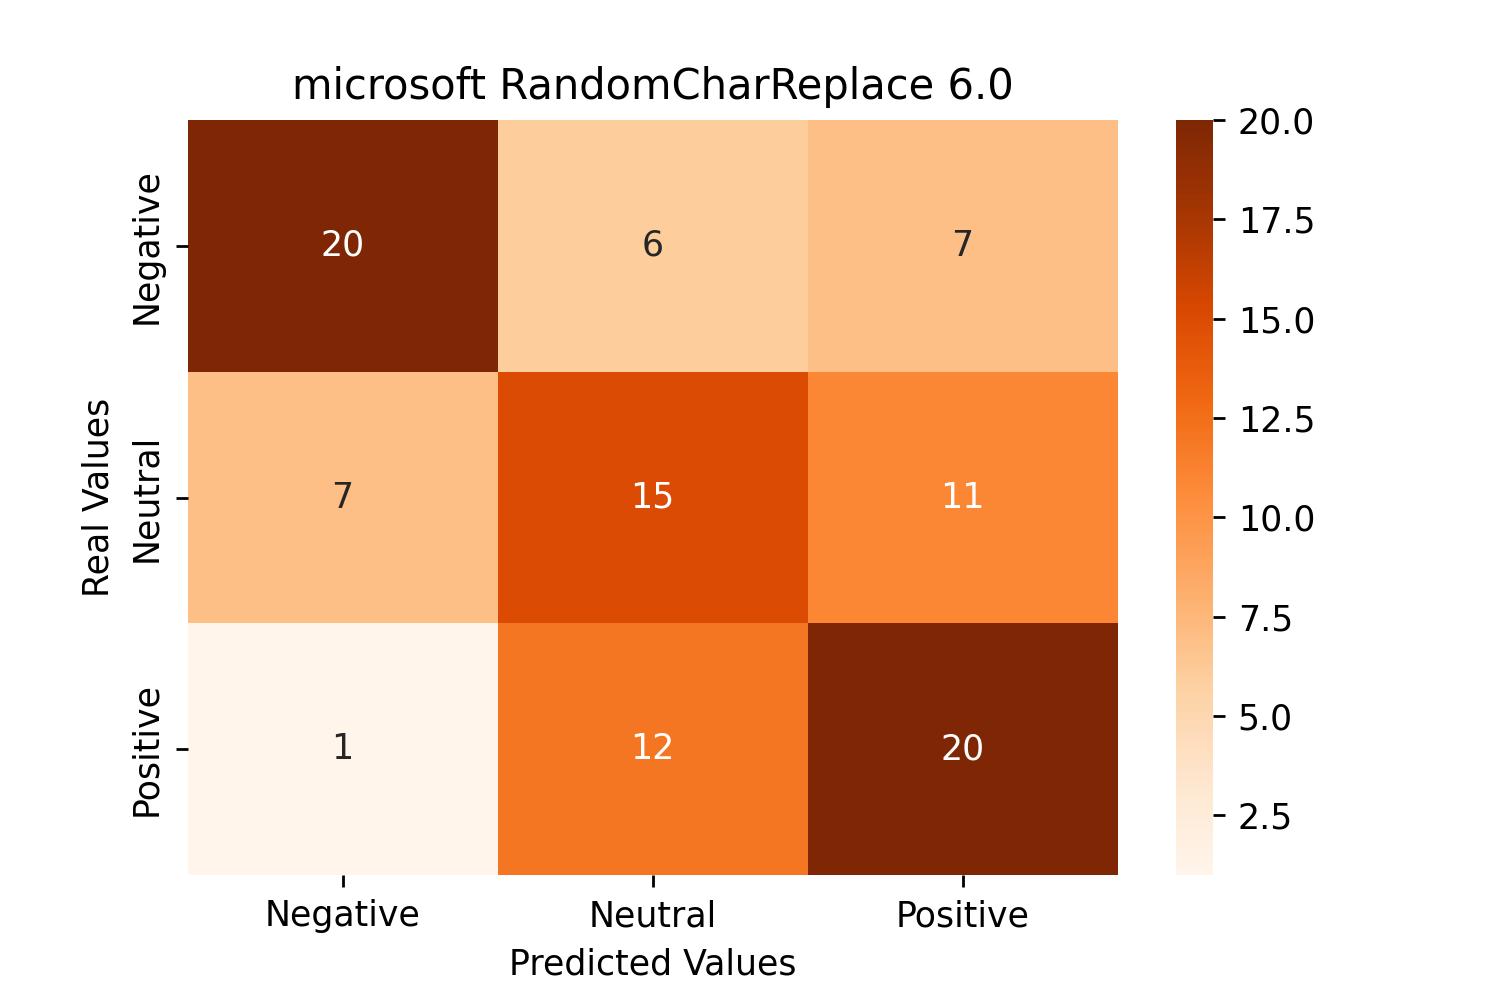 microsoft RandomCharReplace 6.0
Real Values
Negative
20 6 7
Neutral
7 15 11
Positive
1 12 20
Negative Neutral Positive
Predicted Values
20.0
17.5
15.0
12.5
10.0
7.5
5.0
2.5